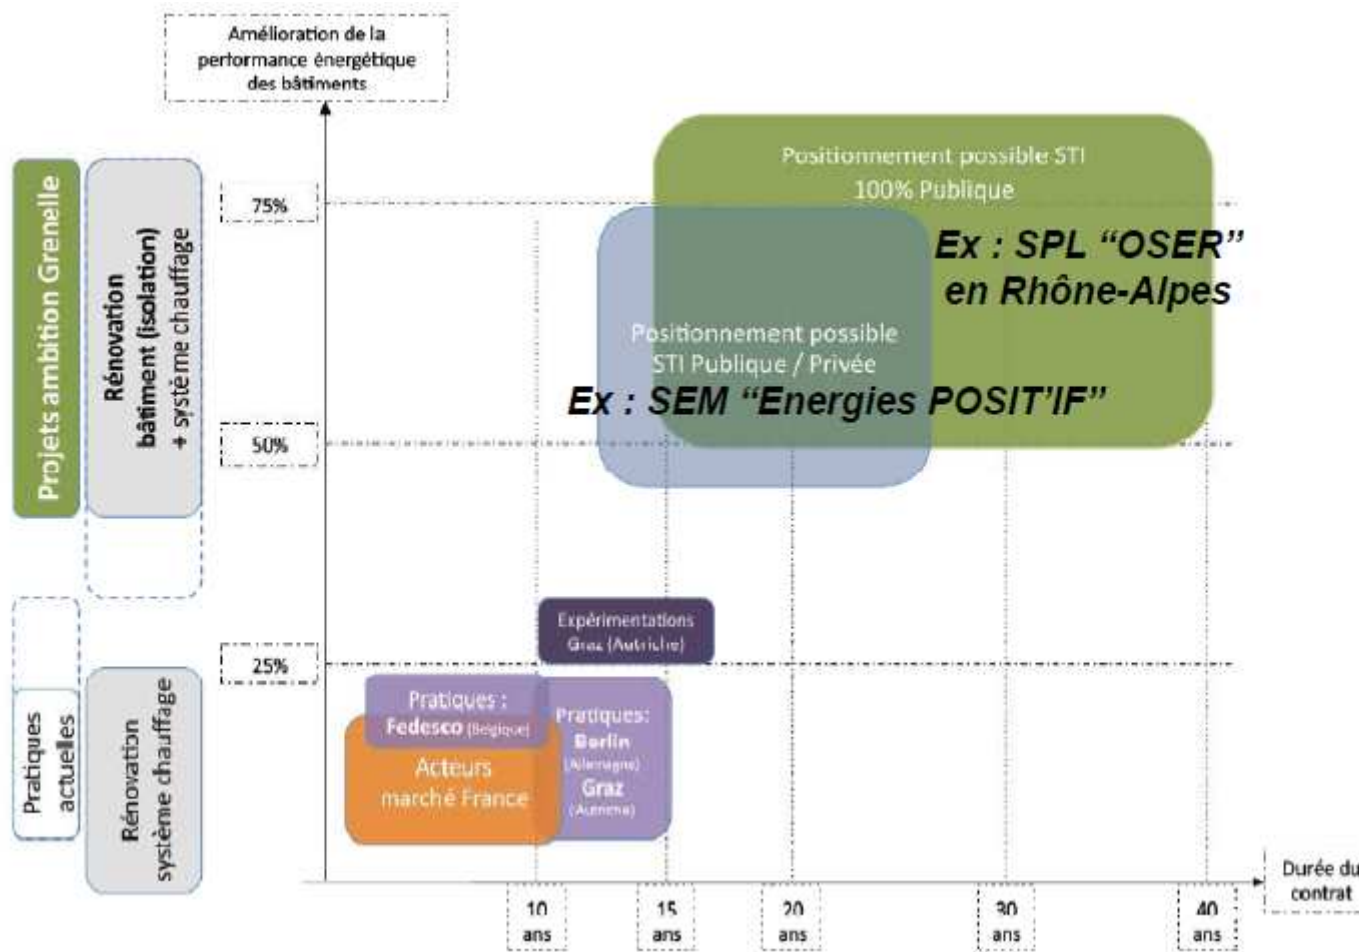 Amélioration de la
performance énergétique
des bâtiments
Projets ambition Grenelle
Rénovation
bâtiment (isolation)
+ système chauffage
75%
50%
25%
Positionnement possible STI
100% Publique
Ex : SPL “OSER”
en Rhône-Alpes
Positionnement possible
STI Publique / Privée
Ex : SEM “Energies POSIT'IF”
Expérimentations
Graz (Autriche)
Pratiques
actuelles
Rénovation
système chauffage
Pratiques :
Fedesco (Belgique)
Acteurs
marché France
Pratiques:
Berlin
(Allemagne)
Graz
(Autriche)
Durée du
contrat
10
ans
15
ans
20
ans
30
ans
40
ans